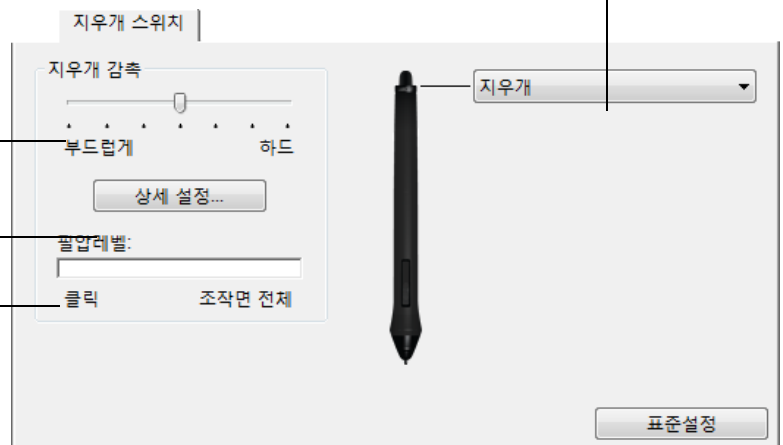 지우개 스위치
지우개 감촉
지우개
부드럽게 하드
상세 설정...
필압레벨:
클릭 조작면 전체
표준설정